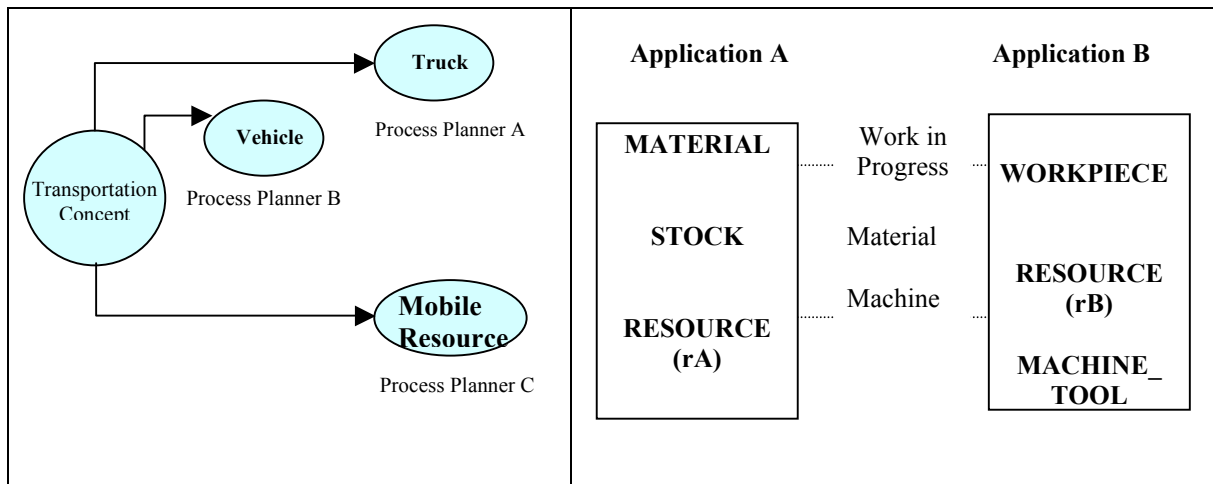 Truck
Process Planner A
Vehicle
Process Planner B
Transportation
Concept
Mobile
Resource
Process Planner C
Application A
Application B
MATERIAL
STOCK
RESOURCE
(rA)
Work in
Progress
Material
Machine
WORKPIECE
RESOURCE
(rB)
MACHINE_
TOOL